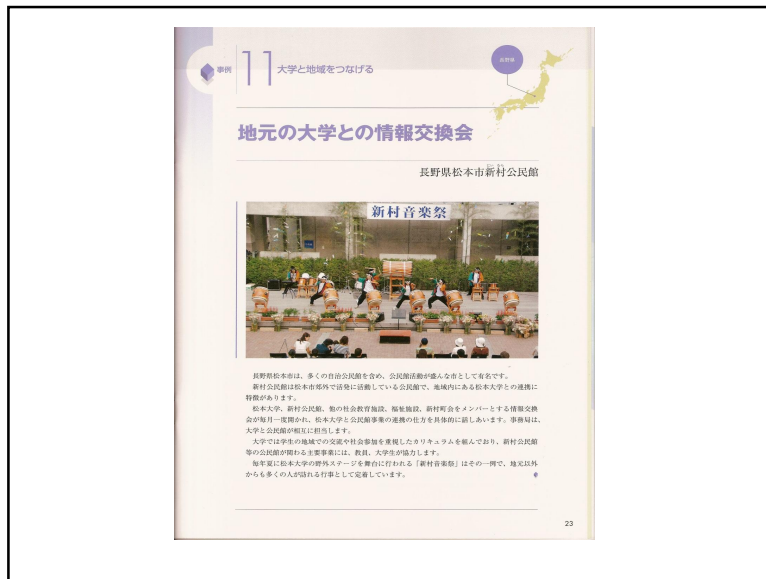 事例
11
大学と地域をつなげる
長野県
地元の大学との情報交換会
長野県松本市新村公民館
新村音楽祭
長野県松本市は、多くの自治公民館を含め、公民館活動が盛んな市として有名です。
新村公民館は松本市郊外で活発に活動している公民館で、地域内にある松本大学との連携に
特徴があります。
松本大学、新村公民館、他の社会教育施設、福祉施設、新村町会をメンバーとする情報交換
会が毎月一度開かれ、松本大学と公民館事業の連携の仕方を具体的に話しあいます。事務局は、
大学と公民館が相互に担当します。
大学では学生の地域での交流や社会参加を重視したカリキュラムを組んでおり、新村公民館
等の公民館が関わる主要事業には、教員、大学生が協力します。
毎年夏に松本大学の野外ステージを舞台に行われる「新村音楽祭」はその一例で、地元以外
からも多くの人が訪れる行事として定着しています。
23